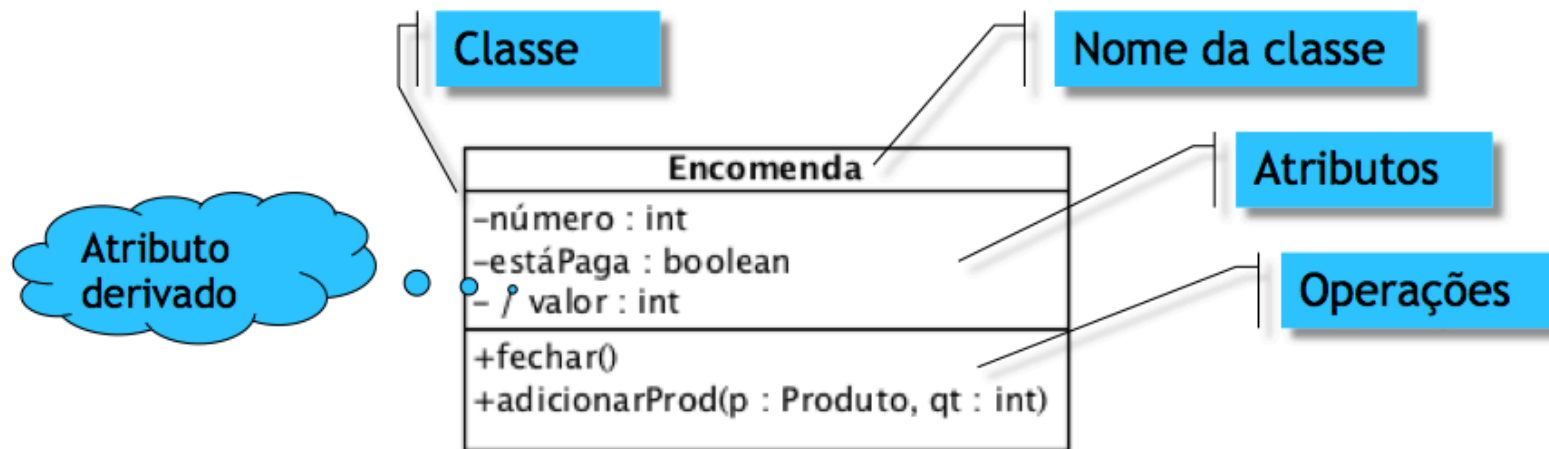 Classe
Nome da classe
Encomenda
Atributos
–número : int
–estáPaga : boolean
– / valor : int
Atributo
derivado
Operações
+fechar()
+adicionarProd(p : Produto, qt : int)